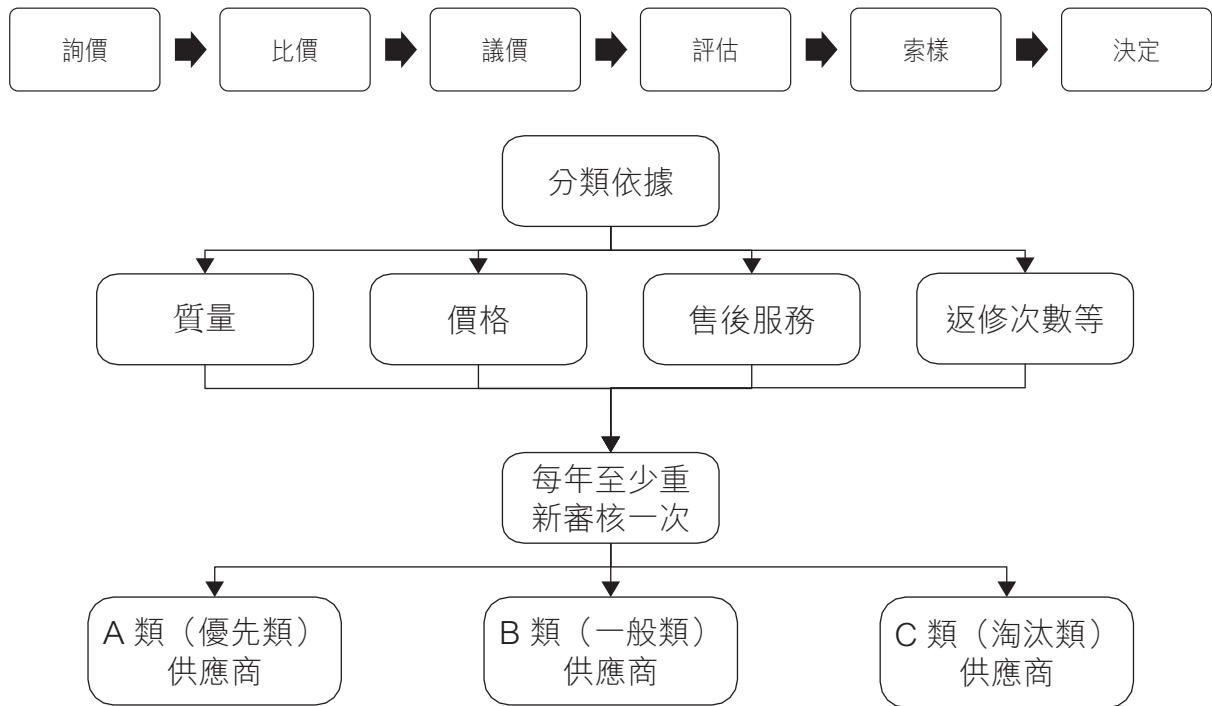 詢價
比價
議價
評估
索樣
決定
分類依據
質量
價格
售後服務
返修次數等
每年至少重
新審核一次
A 類（優先類）
供應商
B 類（一般類）
供應商
C 類（淘汰類）
供應商